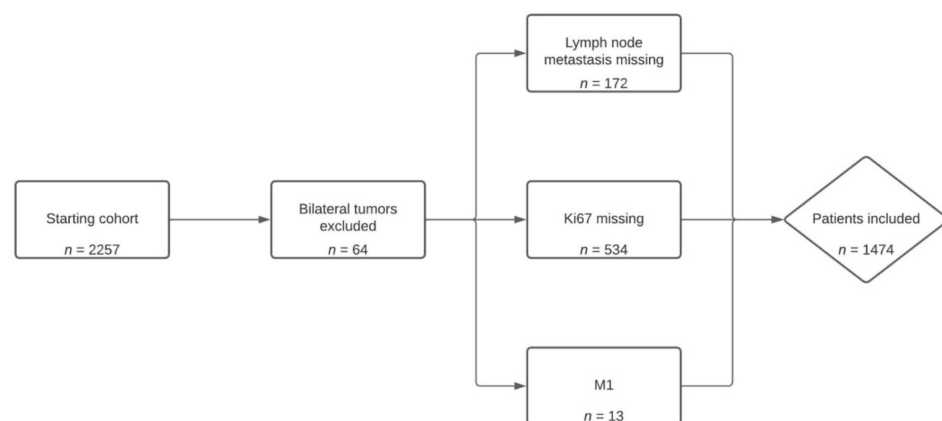 Starting cohort
n = 2257
Bilateral tumors
excluded
n = 64
Lymph node
metastasis missing
n = 172
Ki67 missing
n = 534
M1
n = 13
Patients included
n = 1474